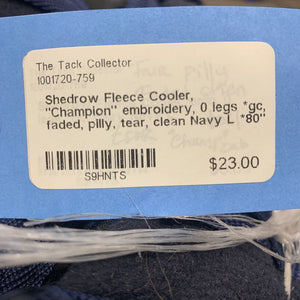 The Tack Collector
1001720-759
Shedrow Fleece Cooler,
"Champion" embroidery, 0 legs *gc,
faded, pilly, tear, clean Navy L *80"
S9HNTS
$23.00